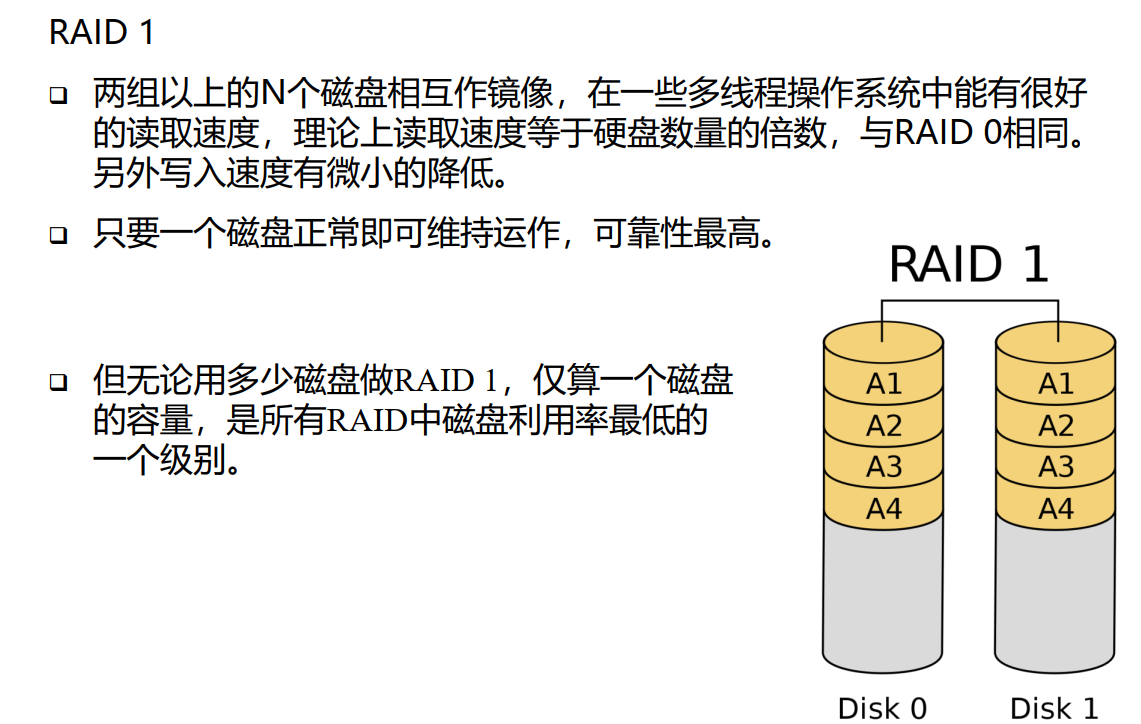 RAID 1
❑ 两组以上的N个磁盘相互作镜像，在一些多线程操作系统中能有很好
的读取速度，理论上读取速度等于硬盘数量的倍数，与RAID 0相同。
另外写入速度有微小的降低。
❑ 只要一个磁盘正常即可维持运作，可靠性最高。
❑ 但无论用多少磁盘做RAID 1，仅算一个磁盘
的容量，是所有RAID中磁盘利用率最低的
一个级别。
RAID 1
A1
A2
A3
A4
Disk 0
A1
A2
A3
A4
Disk 1